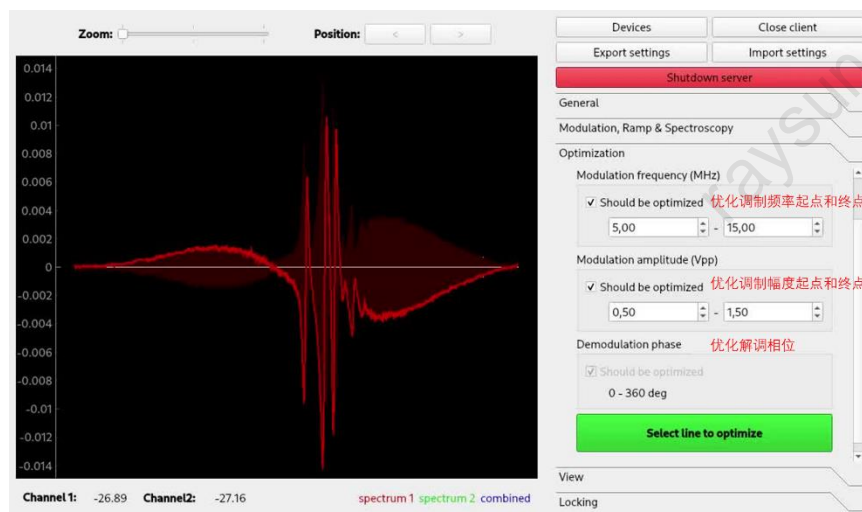 Zoom:
Position:
<
>
Devices
Close client
Export settings
Import settings
Shutdown server
General
Modulation, Ramp & Spectroscopy
Optimization
Modulation frequency (MHz)
Should be optimized 优化调制频率起点和终点
5,00 - 15,00
Modulation amplitude (Vpp)
Should be optimized 优化调制幅度起点和终点
0,50 - 1,50
Demodulation phase 优化解调相位
Should be optimized
0 - 360 deg
Select line to optimize
View
Locking
0.014
0.012
0.01
0.008
0.006
0.004
0.002
0
-0.002
-0.004
-0.006
-0.008
-0.01
-0.012
-0.014
Channel 1: -26.89 Channel2: -27.16
spectrum 1 spectrum 2 combined
raysun